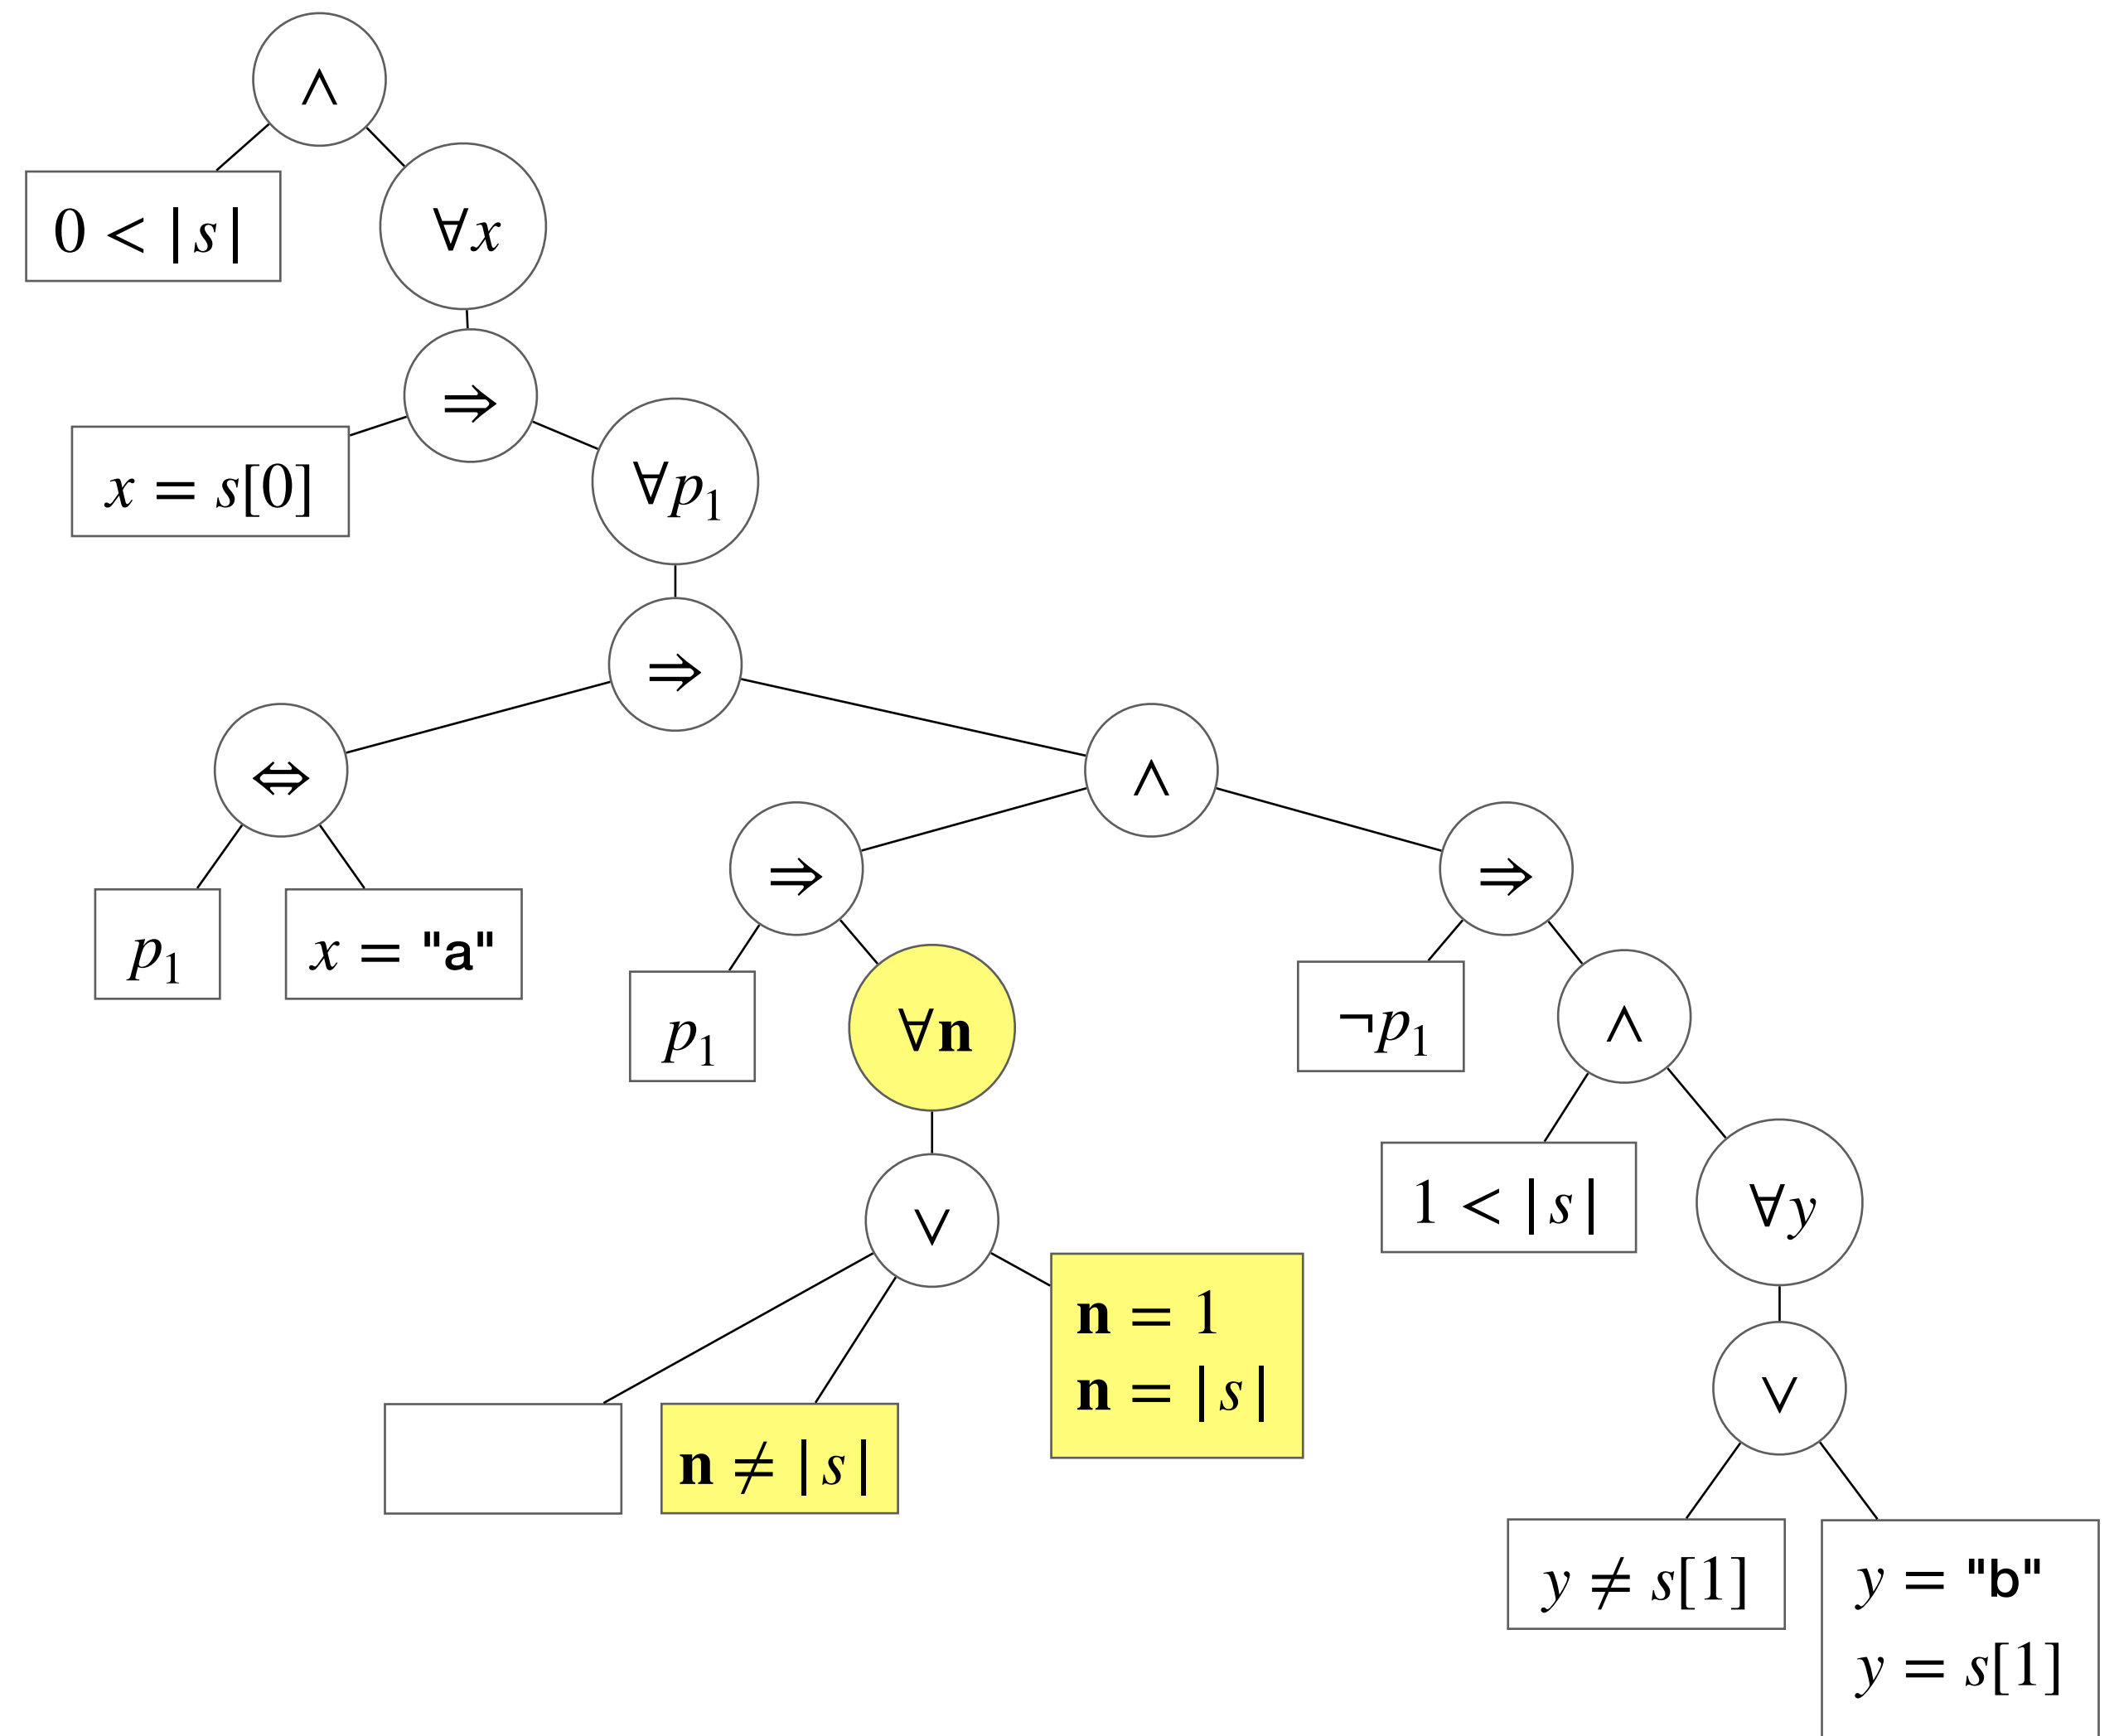 ∧
0 < |s|
∀x
⇒
x = s[0]
∀p₁
⇒
⇔
∧
p₁
x = "a"
⇒
⇒
p₁
∀n
¬p₁
∧
∨
1 < |s|
∀y
n ≠ |s|
n = 1
n = |s|
∨
y ≠ s[1]
y = "b"
y = s[1]